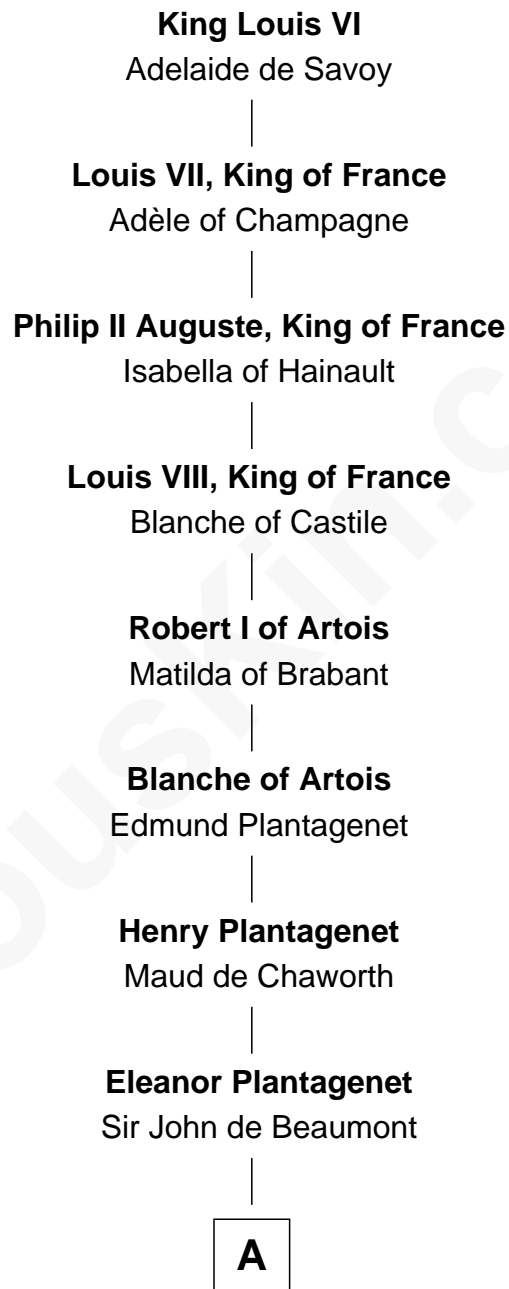 King Louis VI
Adelaide de Savoy
Louis VII, King of France
Adèle of Champagne
Philip II Auguste, King of France
Isabella of Hainault
Louis VIII, King of France
Blanche of Castile
Robert I of Artois
Matilda of Brabant
Blanche of Artois
Edmund Plantagenet
Henry Plantagenet
Maud de Chaworth
Eleanor Plantagenet
Sir John de Beaumont
A